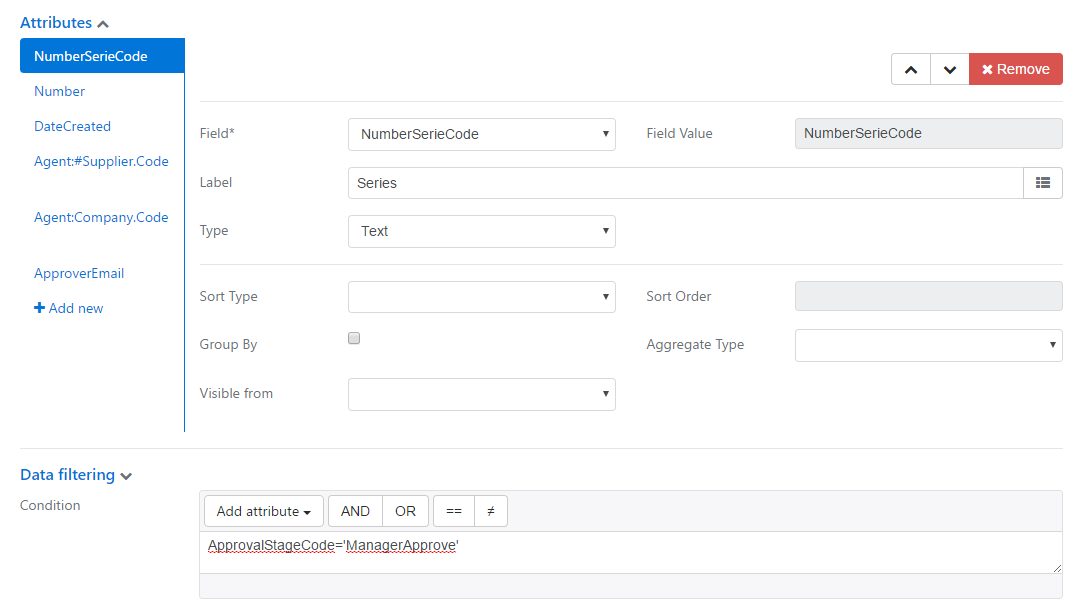 Attributes
NumberSerieCode
Number
DateCreated
Agent:#Supplier.Code
Agent:Company.Code
ApproverEmail
Add new
Remove
Field* NumberSerieCode Field Value NumberSerieCode
Label Series
Type Text
Sort Type Sort Order
Group By Aggregate Type
Visible from
Data filtering
Condition
Add attribute AND OR == ≠
ApprovalStageCode='ManagerApprove'